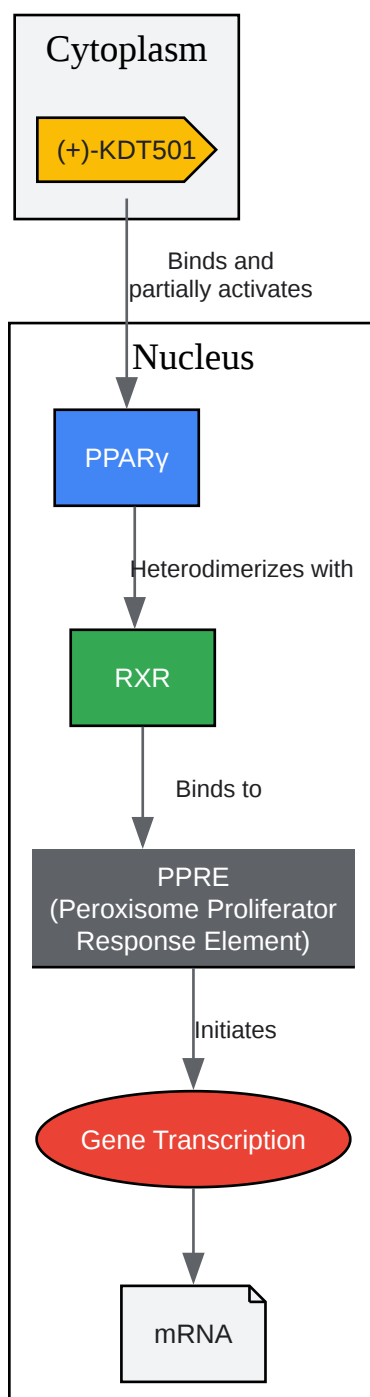 Cytoplasm
(+)-KDT501
Binds and
partially activates
Nucleus
PPARγ
Heterodimerizes with
RXR
Binds to
PPRE
(Peroxisome Proliferator
Response Element)
Initiates
Gene Transcription
mRNA